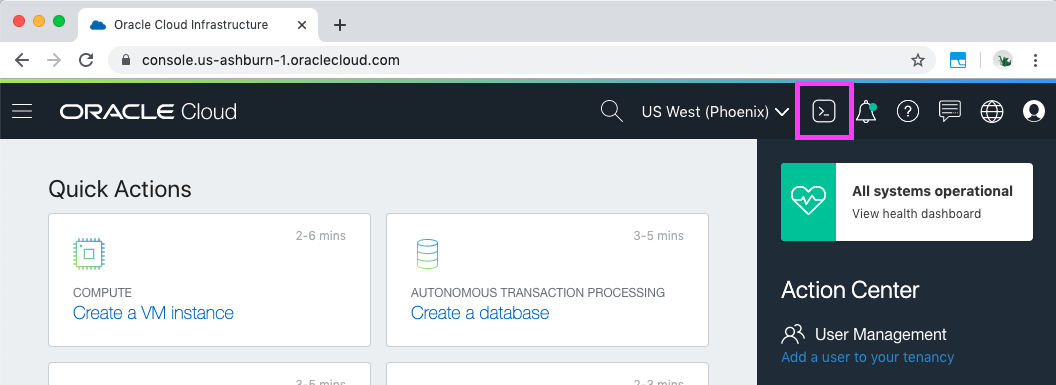 Oracle Cloud Infrastructure
console.us-ashburn-1.oraclecloud.com
ORACLE Cloud
US West (Phoenix)
Quick Actions
2-6 mins
COMPUTE
Create a VM instance
3-5 mins
AUTONOMOUS TRANSACTION PROCESSING
Create a database
3-5 mins
2-3 mins
All systems operational
View health dashboard
Action Center
User Management
Add a user to your tenancy